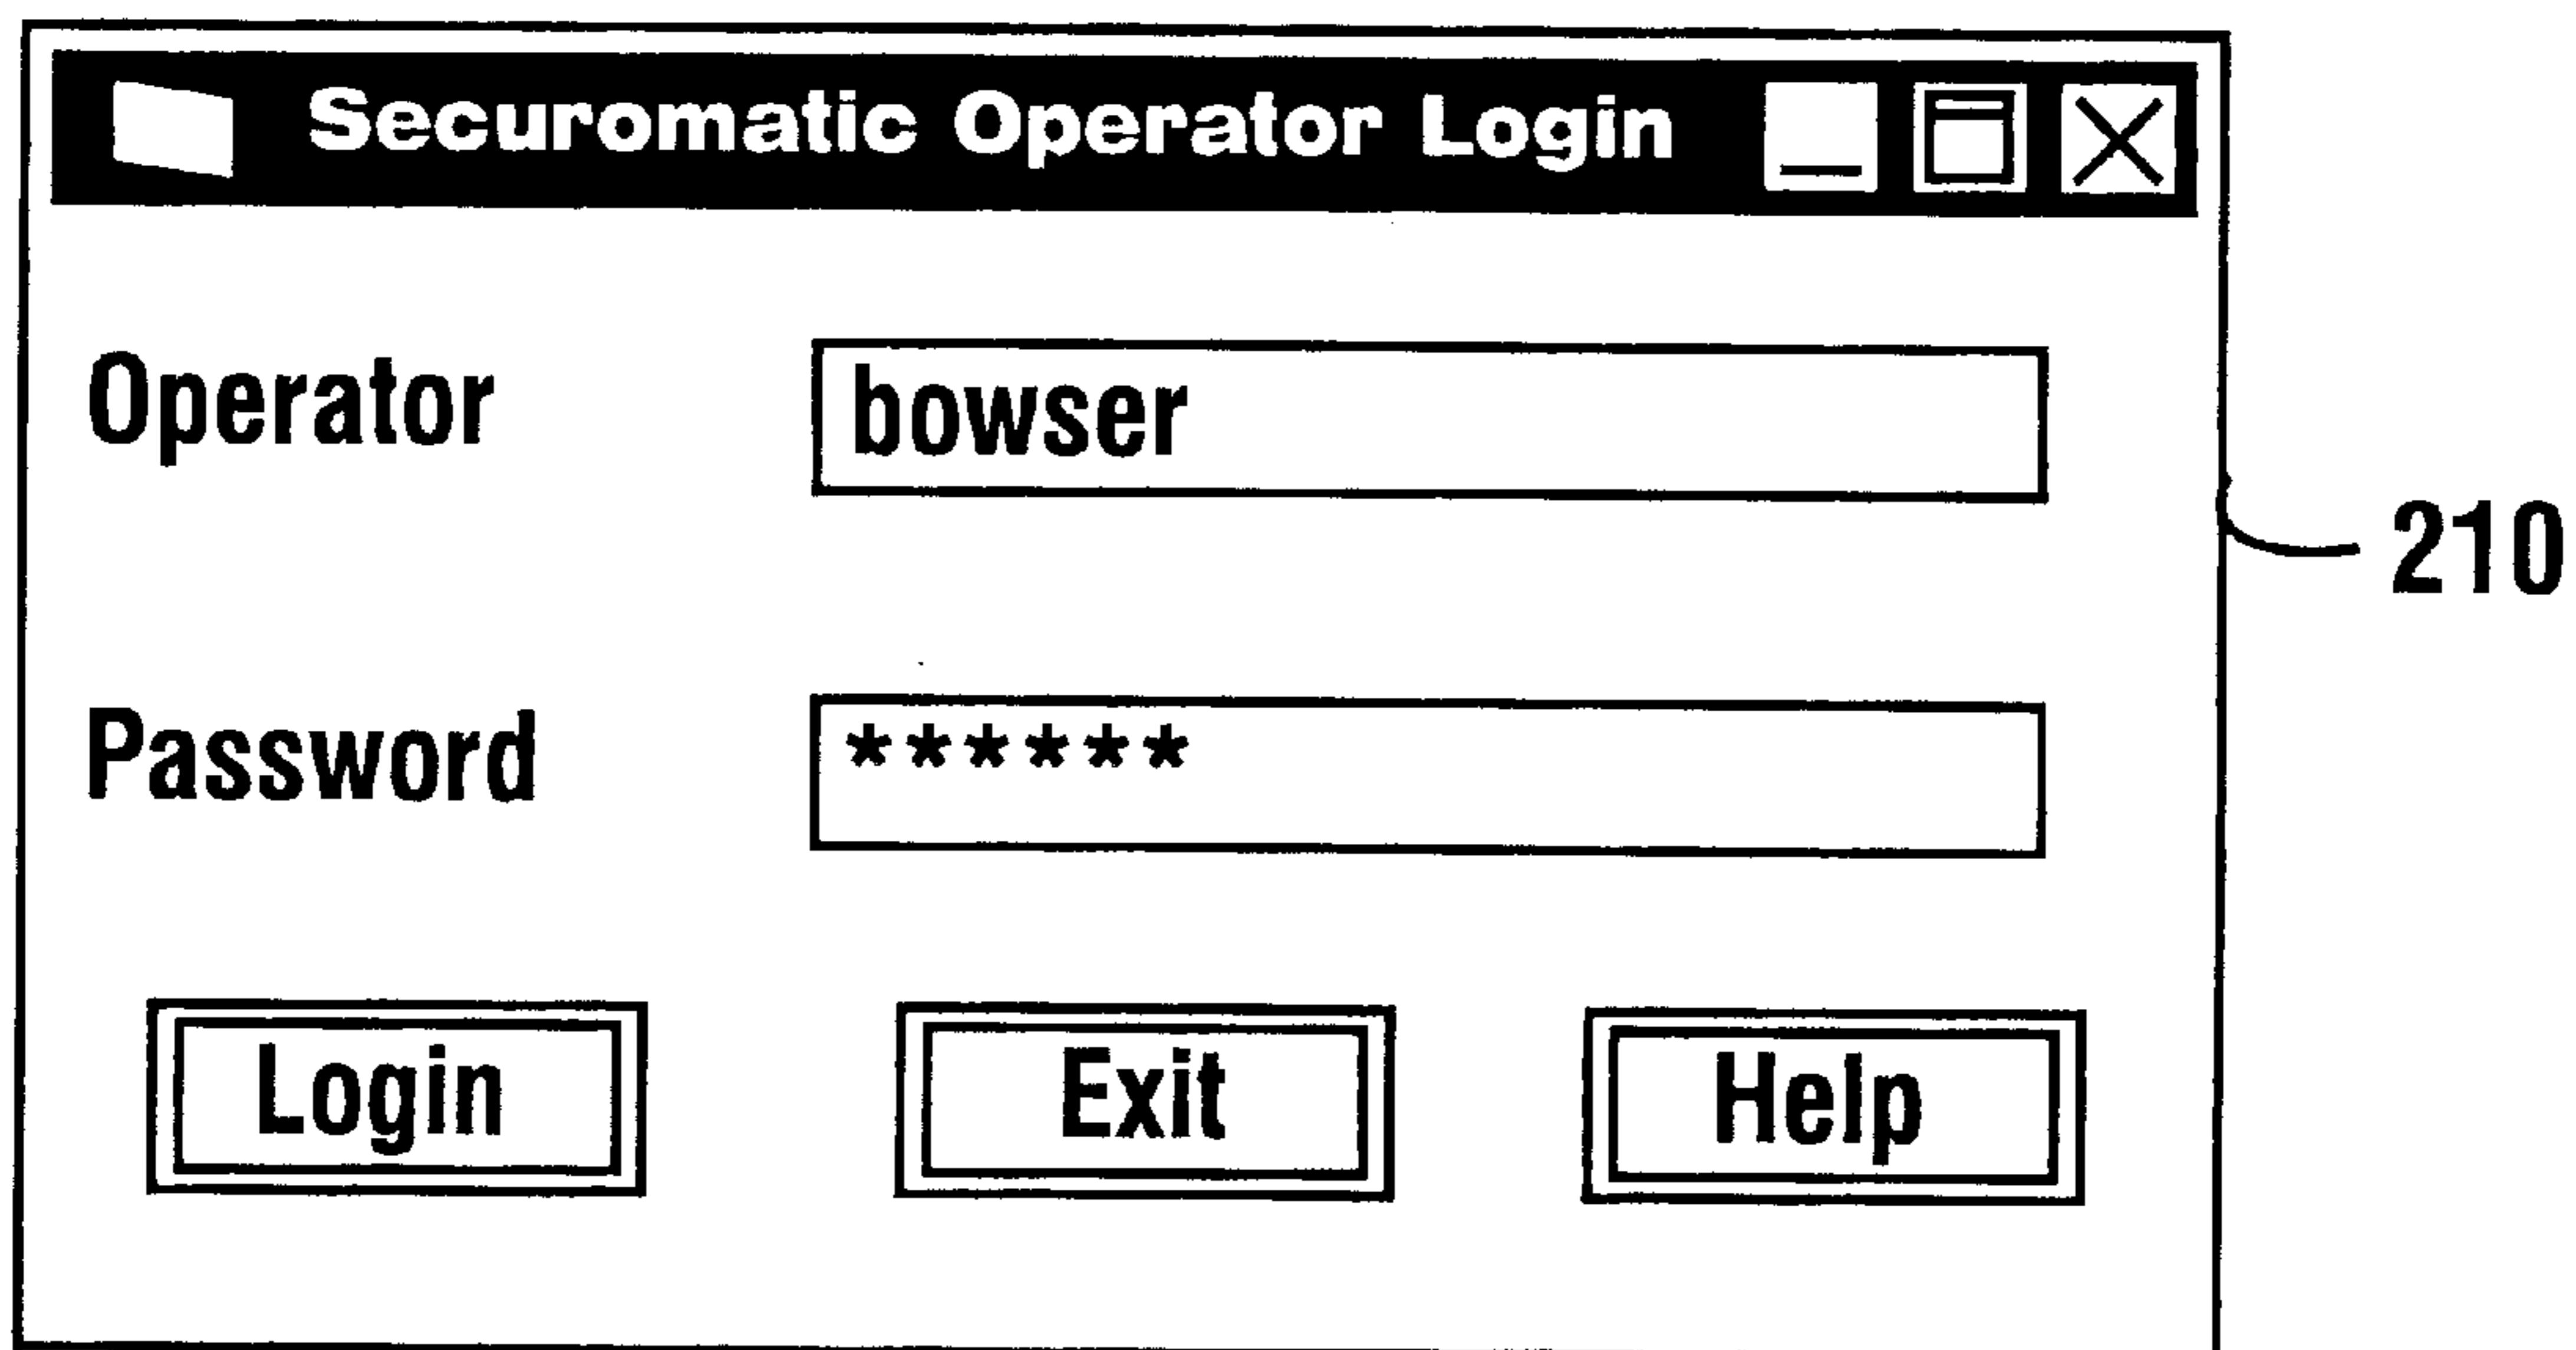 Securomatic Operator Login
Operator bowser
210
Password ******
Login Exit Help